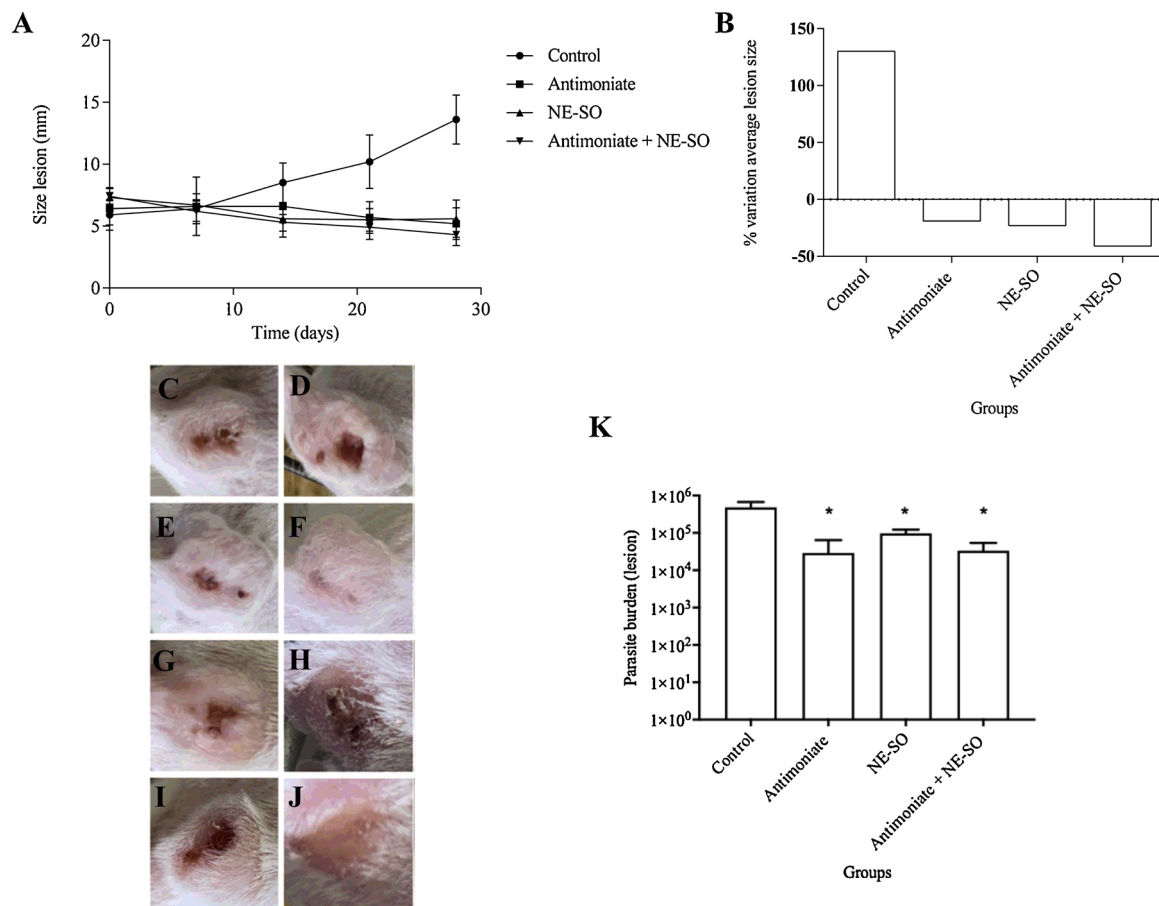 A
20
15
10
5
0
Size lesion (mm)
0
10
20
30
Time (days)
Control
Antimoniate
NE-SO
Antimoniate + NE-SO
B
150
100
50
0
-50
% variation average lesion size
Control
Antimoniate
NE-SO
Antimoniate + NE-SO
Groups
C
D
E
F
G
H
I
J
K
1×10⁶
1×10⁵
1×10⁴
1×10³
1×10²
1×10¹
1×10⁰
Parasite burden (lesion)
*
*
*
Control
Antimoniate
NE-SO
Antimoniate + NE-SO
Groups